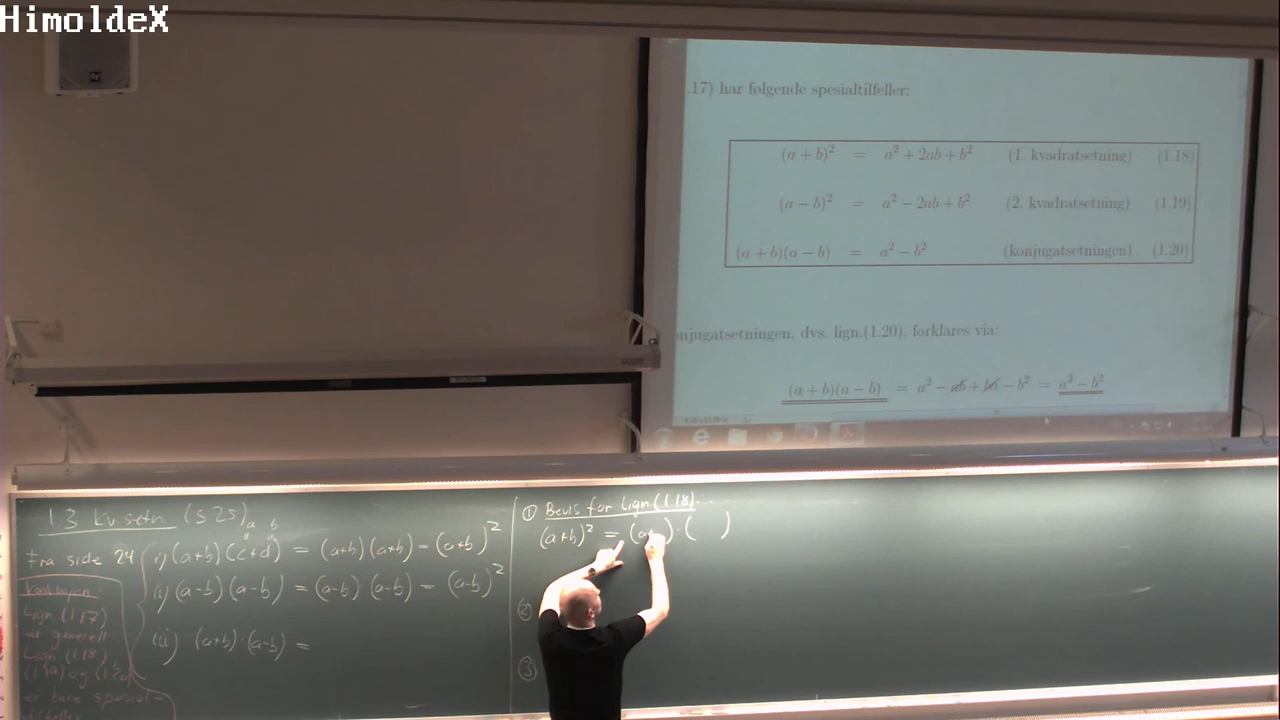 HimoldeX
.17) har følgende spesialtilfeller:
(a + b)² = a² + 2ab + b² (1. kvadratsetning) (1.18)
(a − b)² = a² − 2ab + b² (2. kvadratsetning) (1.19)
(a + b)(a − b) = a² − b² (konjugatsetningen) (1.20)
njugatsetningen, dvs. lign.(1.20), forklares via:
(a + b)(a − b) = a² − ab + ba − b² = a² − b²
1.3 kv setn. (s 25)
a b
Fra side 24 i) (a+b)(c+d) = (a+b)(a+b) = (a+b)²
ii) (a-b)(a-b) = (a-b)(a-b) = (a-b)²
iii) (a+b)·(a-b) =
Konklusjon:
Lign (1.17)
er generell
Lign (1.18)
(1.19) og (1.20)
er bare spesial-
tilfeller
① Bevis for Lign (1.18)...
(a+b)² = (a+ )·( )
②
③